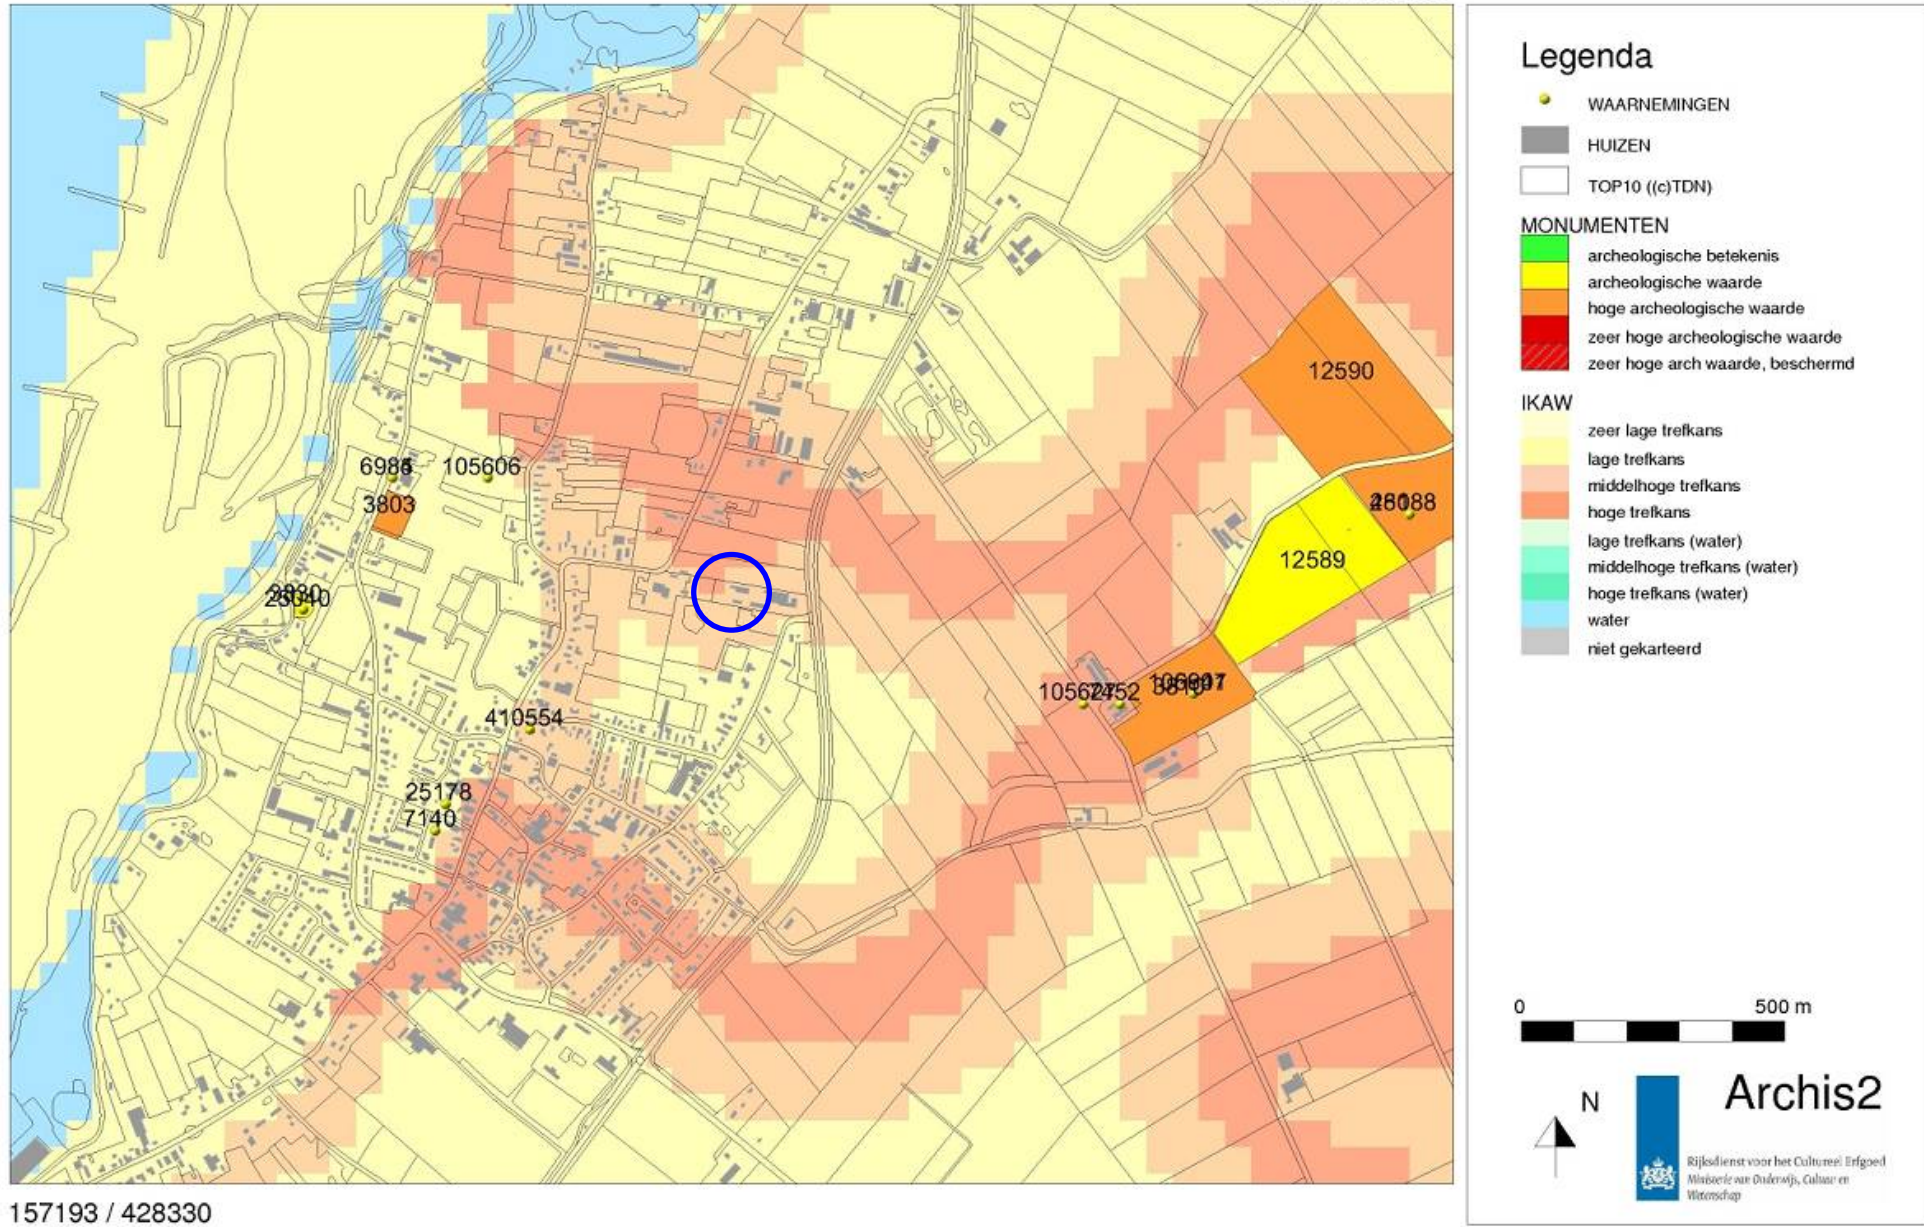 12590
6984
105606
3803
12589
410554
25178
7140
157193 / 428330
Legenda
WAARNEMINGEN
HUIZEN
TOP10 ((c)TDN)
MONUMENTEN
archeologische betekenis
archeologische waarde
hoge archeologische waarde
zeer hoge archeologische waarde
zeer hoge arch waarde, beschermd
IKAW
zeer lage trefkans
lage trefkans
middelhoge trefkans
hoge trefkans
lage trefkans (water)
middelhoge trefkans (water)
hoge trefkans (water)
water
niet gekarteerd
0 500 m
N
Archis2
Rijksdienst voor het Cultureel Erfgoed
Ministerie van Onderwijs, Cultuur en
Wetenschap